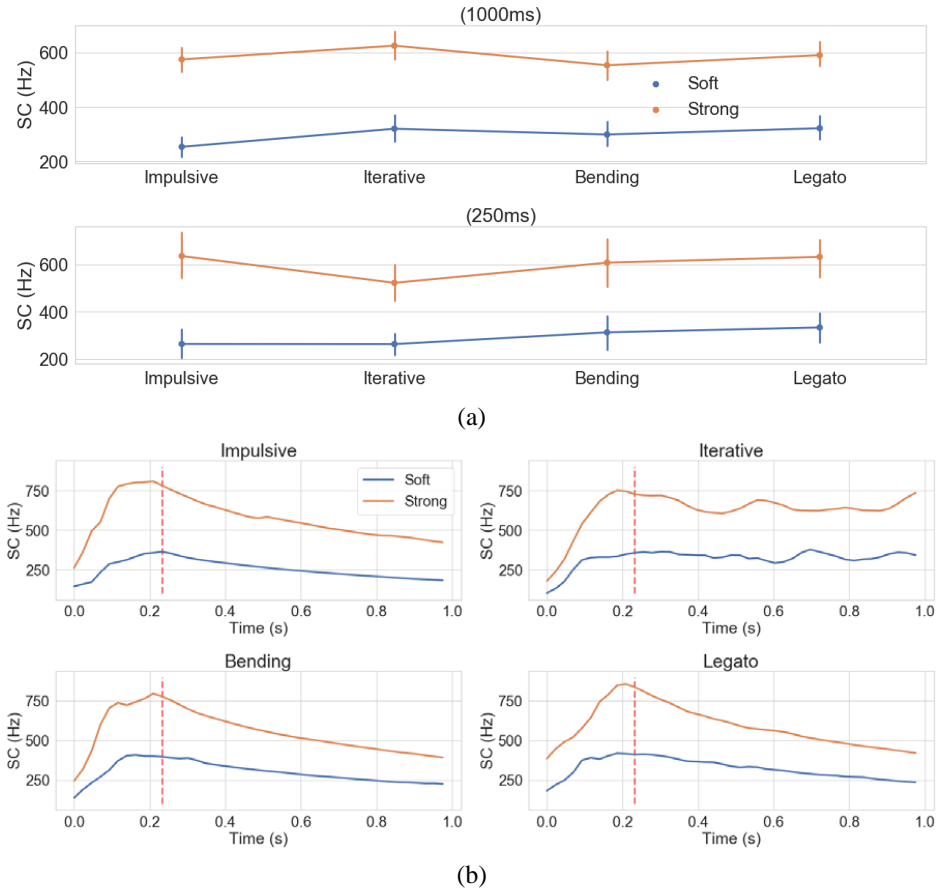 (1000ms)
SC (Hz)
600
400
200
Soft
Strong
Impulsive Iterative Bending Legato
(250ms)
SC (Hz)
600
400
200
Impulsive Iterative Bending Legato
(a)
Impulsive
SC (Hz)
750
500
250
Soft
Strong
0.0 0.2 0.4 0.6 0.8 1.0
Time (s)
Iterative
SC (Hz)
750
500
250
0.0 0.2 0.4 0.6 0.8 1.0
Time (s)
Bending
SC (Hz)
750
500
250
0.0 0.2 0.4 0.6 0.8 1.0
Time (s)
Legato
SC (Hz)
750
500
250
0.0 0.2 0.4 0.6 0.8 1.0
Time (s)
(b)